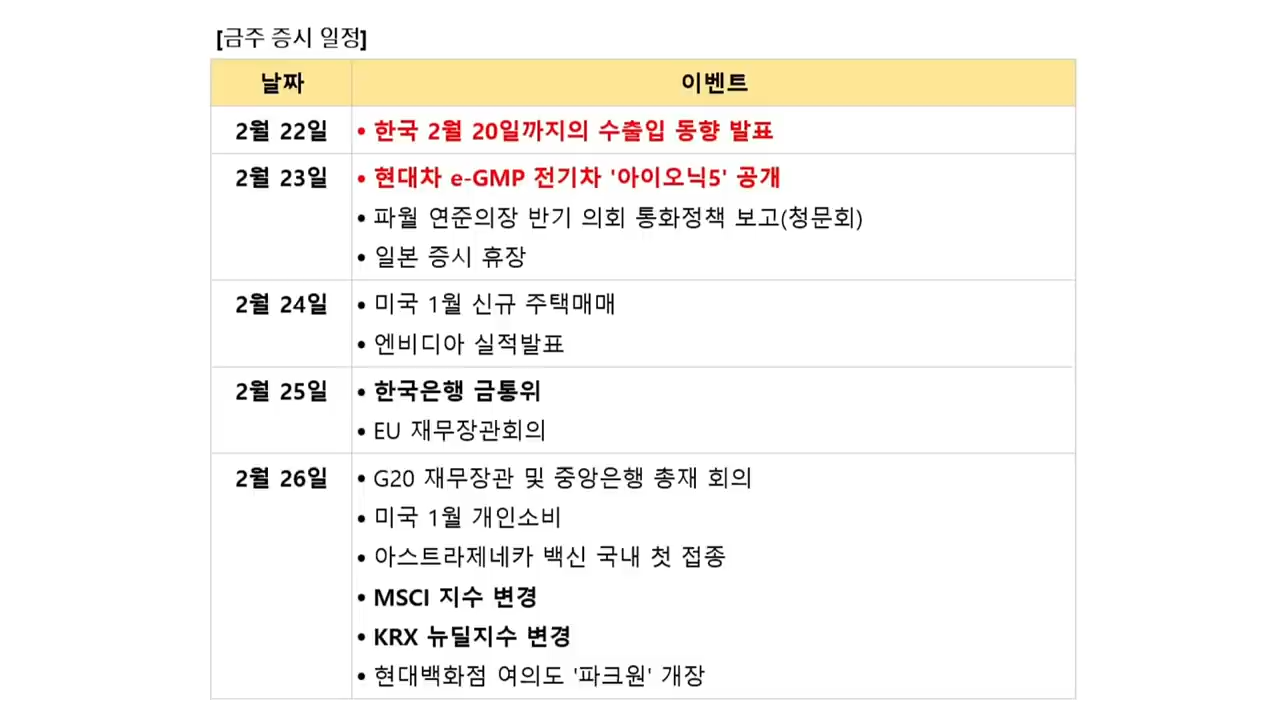 [금주 증시 일정]
날짜 이벤트
2월 22일 • 한국 2월 20일까지의 수출입 동향 발표
2월 23일 • 현대차 e-GMP 전기차 '아이오닉5' 공개
• 파월 연준의장 반기 의회 통화정책 보고(청문회)
• 일본 증시 휴장
2월 24일 • 미국 1월 신규 주택매매
• 엔비디아 실적발표
2월 25일 • 한국은행 금통위
• EU 재무장관회의
2월 26일 • G20 재무장관 및 중앙은행 총재 회의
• 미국 1월 개인소비
• 아스트라제네카 백신 국내 첫 접종
• MSCI 지수 변경
• KRX 뉴딜지수 변경
• 현대백화점 여의도 '파크원' 개장